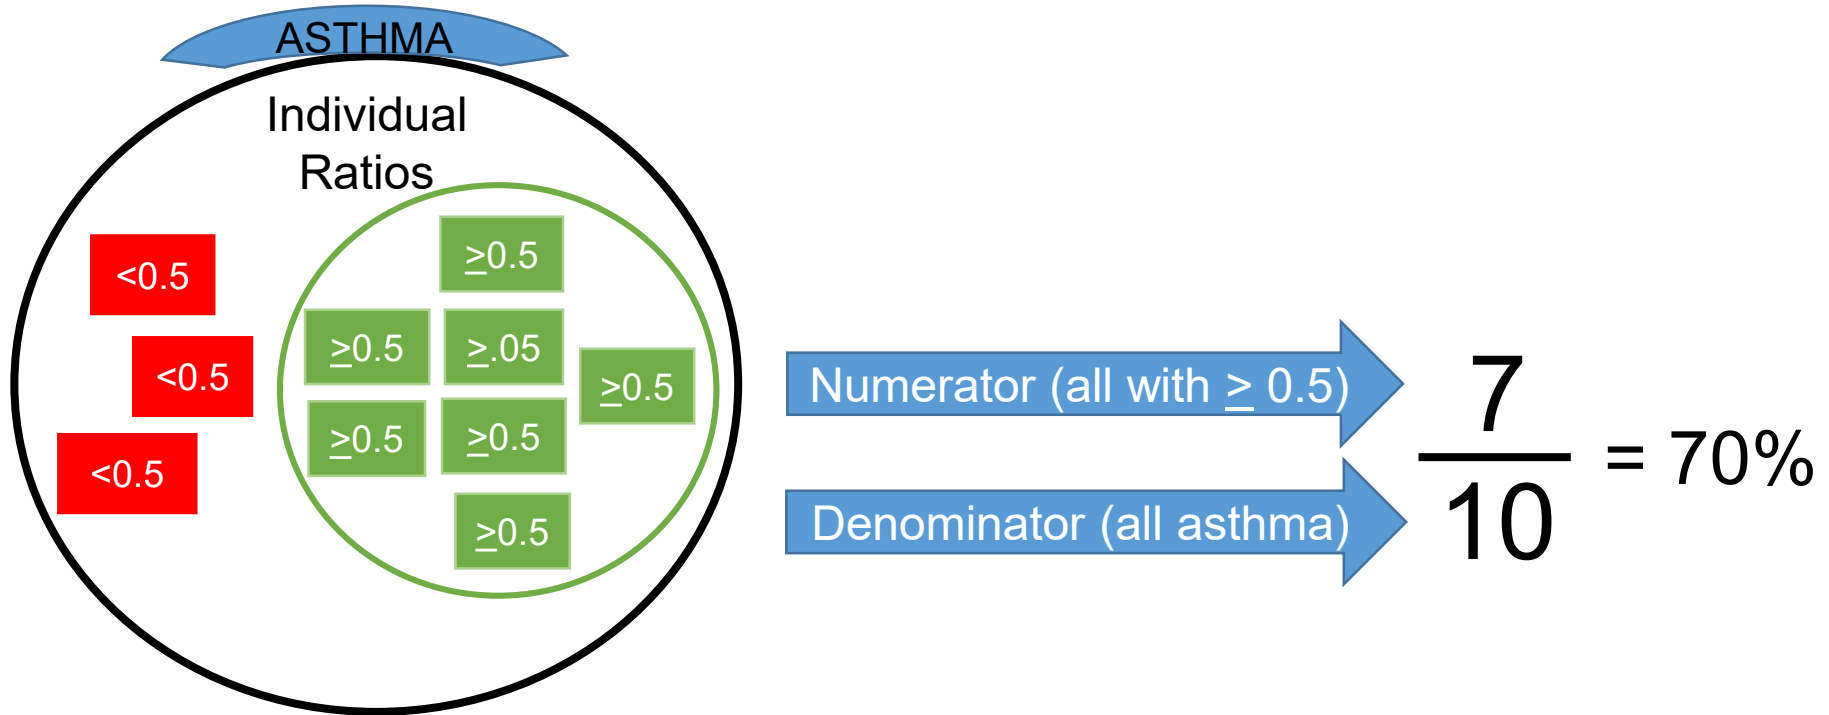 ASTHMA
Individual
Ratios
<0.5
<0.5
<0.5
≥0.5
≥0.5
≥.05
≥0.5
≥0.5
≥0.5
≥0.5
Numerator (all with ≥ 0.5)
Denominator (all asthma)
7
10
= 70%